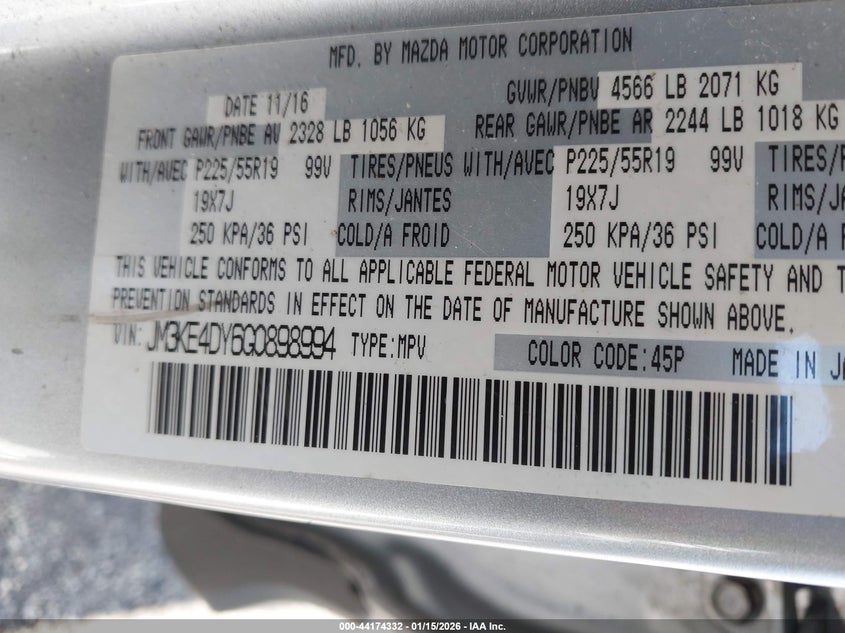 MFD. BY MAZDA MOTOR CORPORATION
DATE 11/16 GVWR/PNBV 4566 LB 2071 KG
FRONT GAWR/PNBE AV 2328 LB 1056 KG REAR GAWR/PNBE AR 2244 LB 1018 KG
WITH/AVEC P225/55R19 99V TIRES/PNEUS WITH/AVEC P225/55R19 99V TIRES/P
19X7J RIMS/JANTES 19X7J RIMS/JA
250 KPA/36 PSI COLD/A FROID 250 KPA/36 PSI COLD/A F
THIS VEHICLE CONFORMS TO ALL APPLICABLE FEDERAL MOTOR VEHICLE SAFETY AND T
PREVENTION STANDARDS IN EFFECT ON THE DATE OF MANUFACTURE SHOWN ABOVE.
VIN: JM3KE4DY6G0898994 TYPE:MPV COLOR CODE:45P MADE IN JA
000-44174332 - 01/15/2026 - IAA Inc.